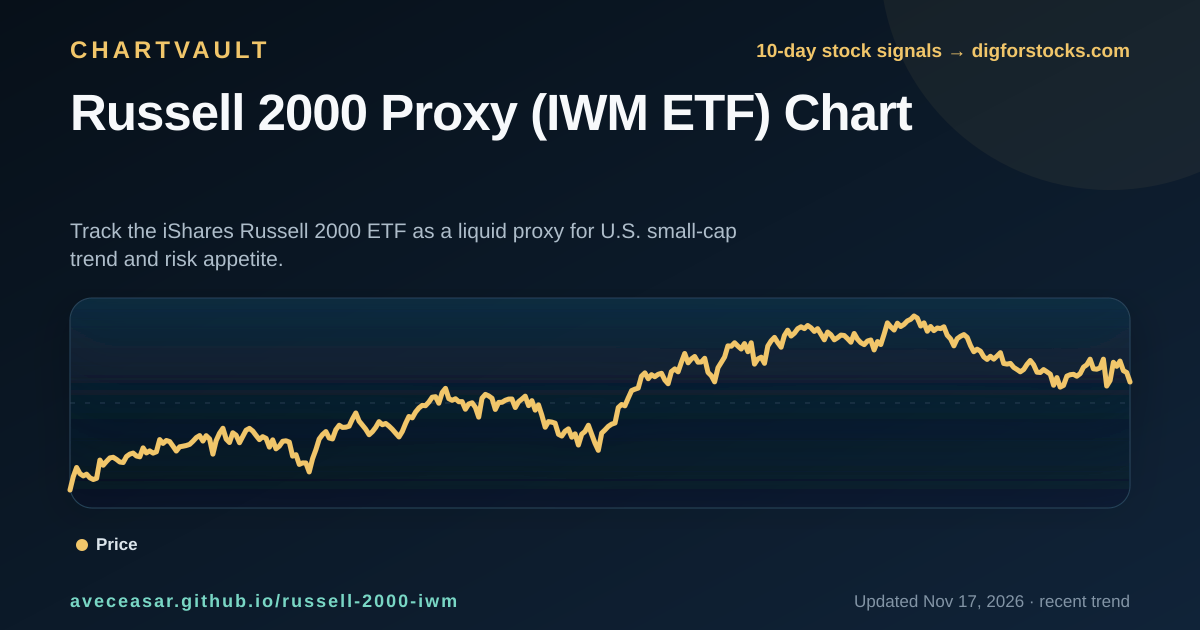 CHARTVAULT
10-day stock signals → digforstocks.com
Russell 2000 Proxy (IWM ETF) Chart
Track the iShares Russell 2000 ETF as a liquid proxy for U.S. small-cap
trend and risk appetite.
Price
aveceasar.github.io/russell-2000-iwm
Updated Nov 17, 2026 · recent trend